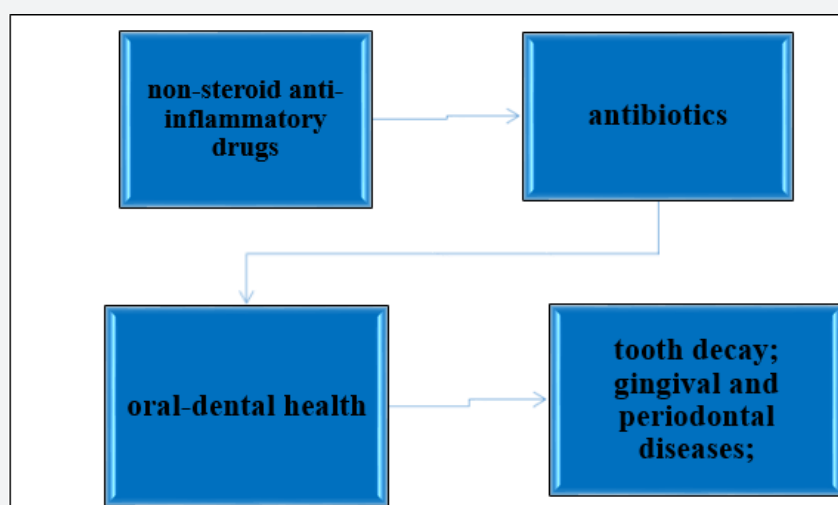 non-steroid anti-
inflammatory
drugs
antibiotics
oral-dental health
tooth decay;
gingival and
periodontal
diseases;